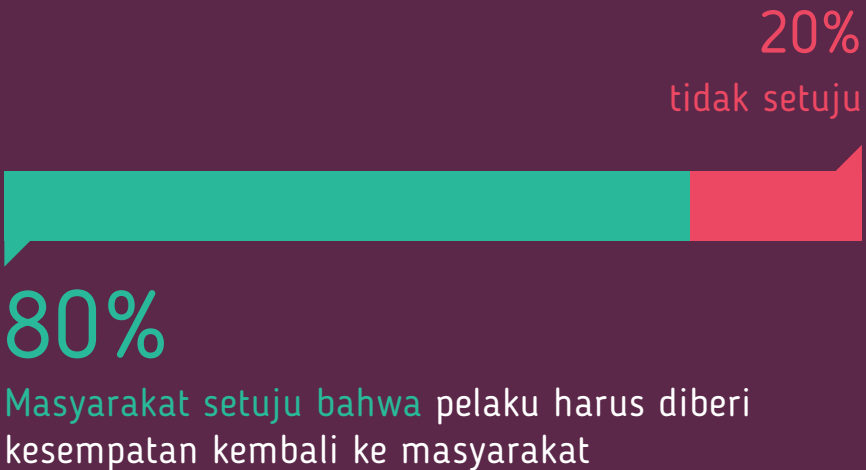 20%
tidak setuju
80%
Masyarakat setuju bahwa pelaku harus diberi
kesempatan kembali ke masyarakat